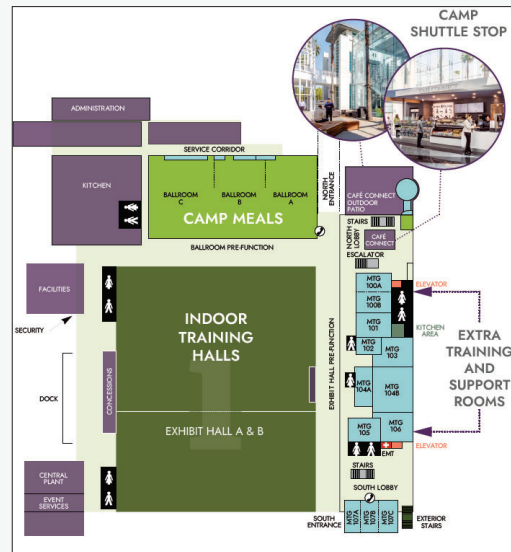 CAMP
SHUTTLE STOP
ADMINISTRATION
SERVICE CORRIDOR
KITCHEN
BALLROOM
C
BALLROOM
B
BALLROOM
A
CAMP MEALS
BALLROOM PRE-FUNCTION
NORTH
ENTRANCE
CAFÉ CONNECT
OUTDOOR
PATIO
STAIRS
NORTH
LOBBY
CAFÉ
CONNECT
ESCALATOR
FACILITIES
SECURITY
DOCK
CONCESSIONS
INDOOR
TRAINING
HALLS
1
EXHIBIT HALL A & B
EXHIBIT HALL PRE-FUNCTION
MTG
100A
MTG
100B
MTG
101
MTG
102
MTG
103
MTG
104A
MTG
104B
MTG
105
MTG
106
ELEVATOR
KITCHEN
AREA
EXTRA
TRAINING
AND
SUPPORT
ROOMS
ELEVATOR
EMT
STAIRS
SOUTH LOBBY
CENTRAL
PLANT
EVENT
SERVICES
SOUTH
ENTRANCE
MTG
107A
MTG
107B
MTG
107C
EXTERIOR
STAIRS